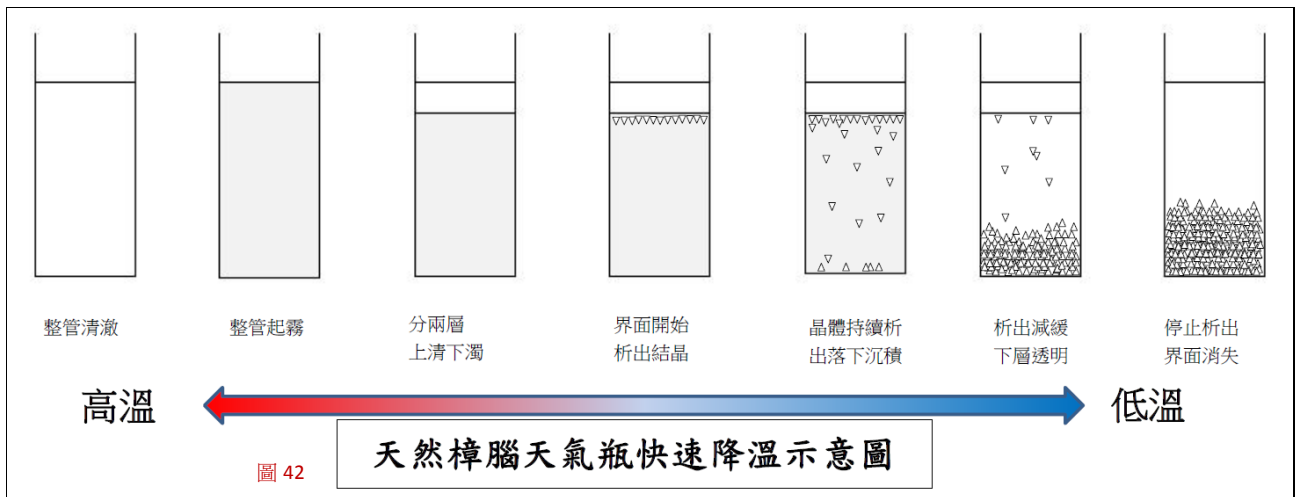 整管清澈
整管起霧
分兩層
上清下濁
界面開始
析出結晶
晶體持續析
出落下沉積
析出減緩
下層透明
停止析出
界面消失
高溫
低溫
天然樟腦天氣瓶快速降溫示意圖
圖 42